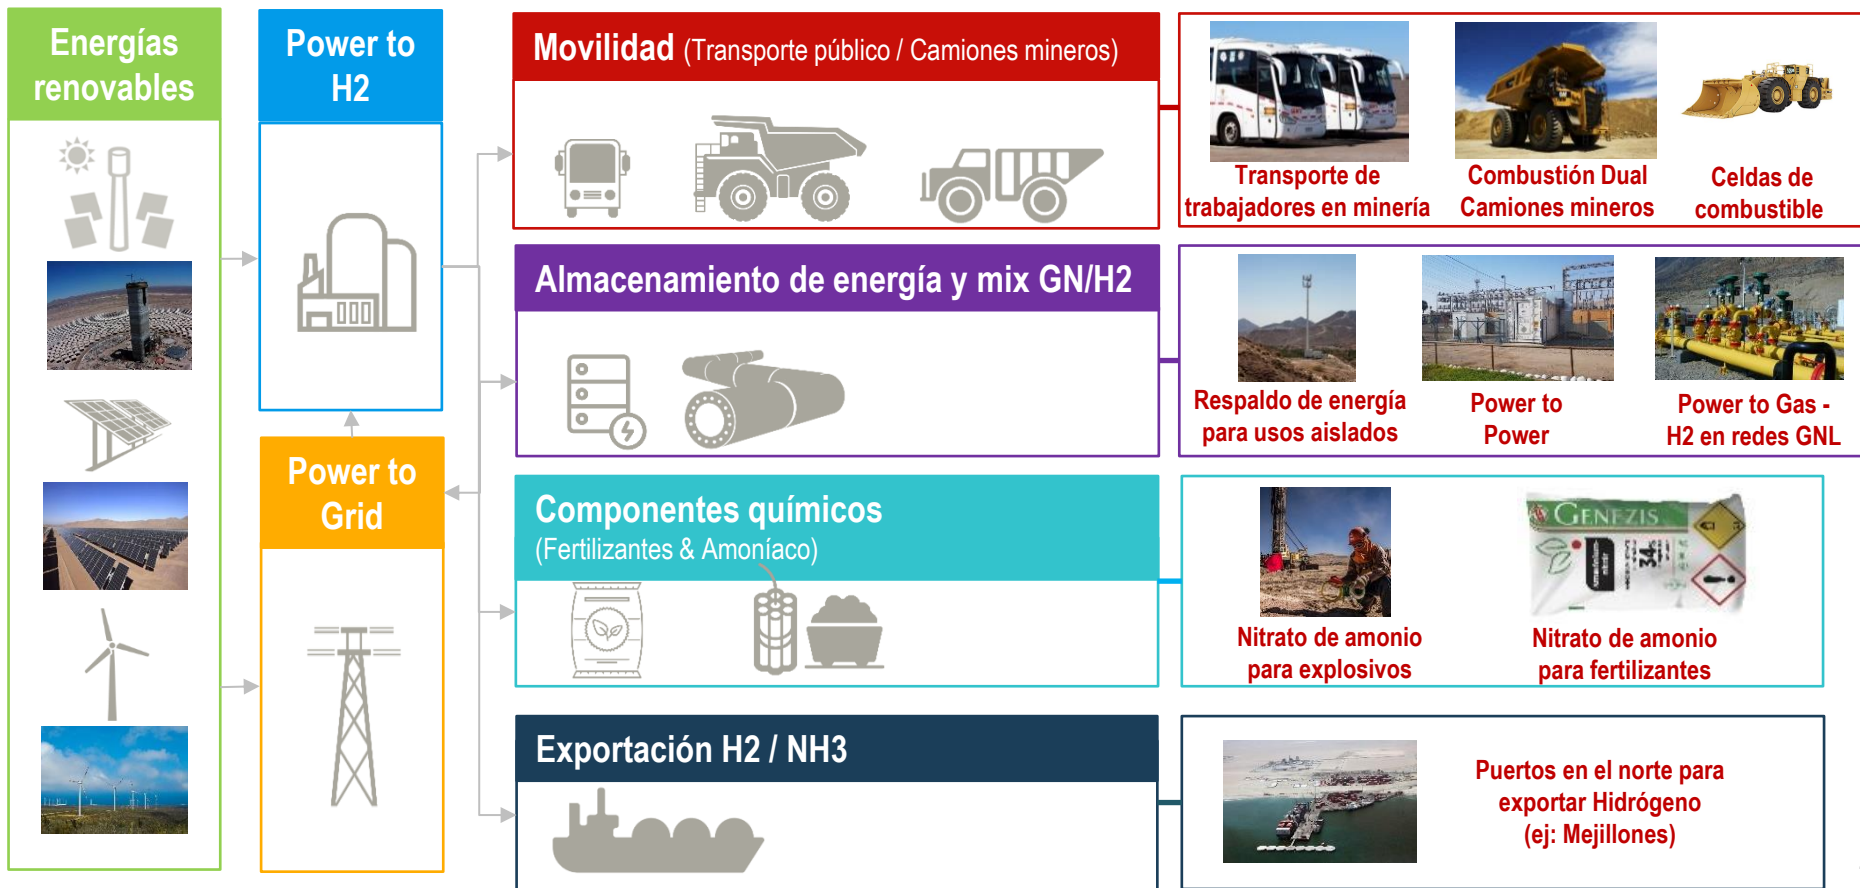 Energías
renovables
Power to
H2
Power to
Grid
Movilidad (Transporte público / Camiones mineros)
Transporte de
trabajadores en minería
Combustión Dual
Camiones mineros
Celdas de
combustible
Almacenamiento de energía y mix GN/H2
Respaldo de energía
para usos aislados
Power to
Power
Power to Gas -
H2 en redes GNL
Componentes químicos
(Fertilizantes & Amoníaco)
Nitrato de amonio
para explosivos
GENEZIS
34
Nitrato de amonio
para fertilizantes
Exportación H2 / NH3
Puertos en el norte para
exportar Hidrógeno
(ej: Mejillones)